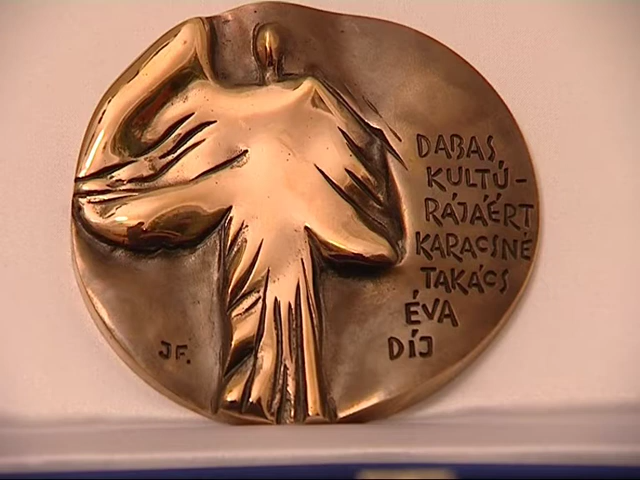 DABAS
KULTÚ-
RÁJÁÉRT
KARACSNÉ
TAKÁCS
ÉVA
DÍJ
JF.